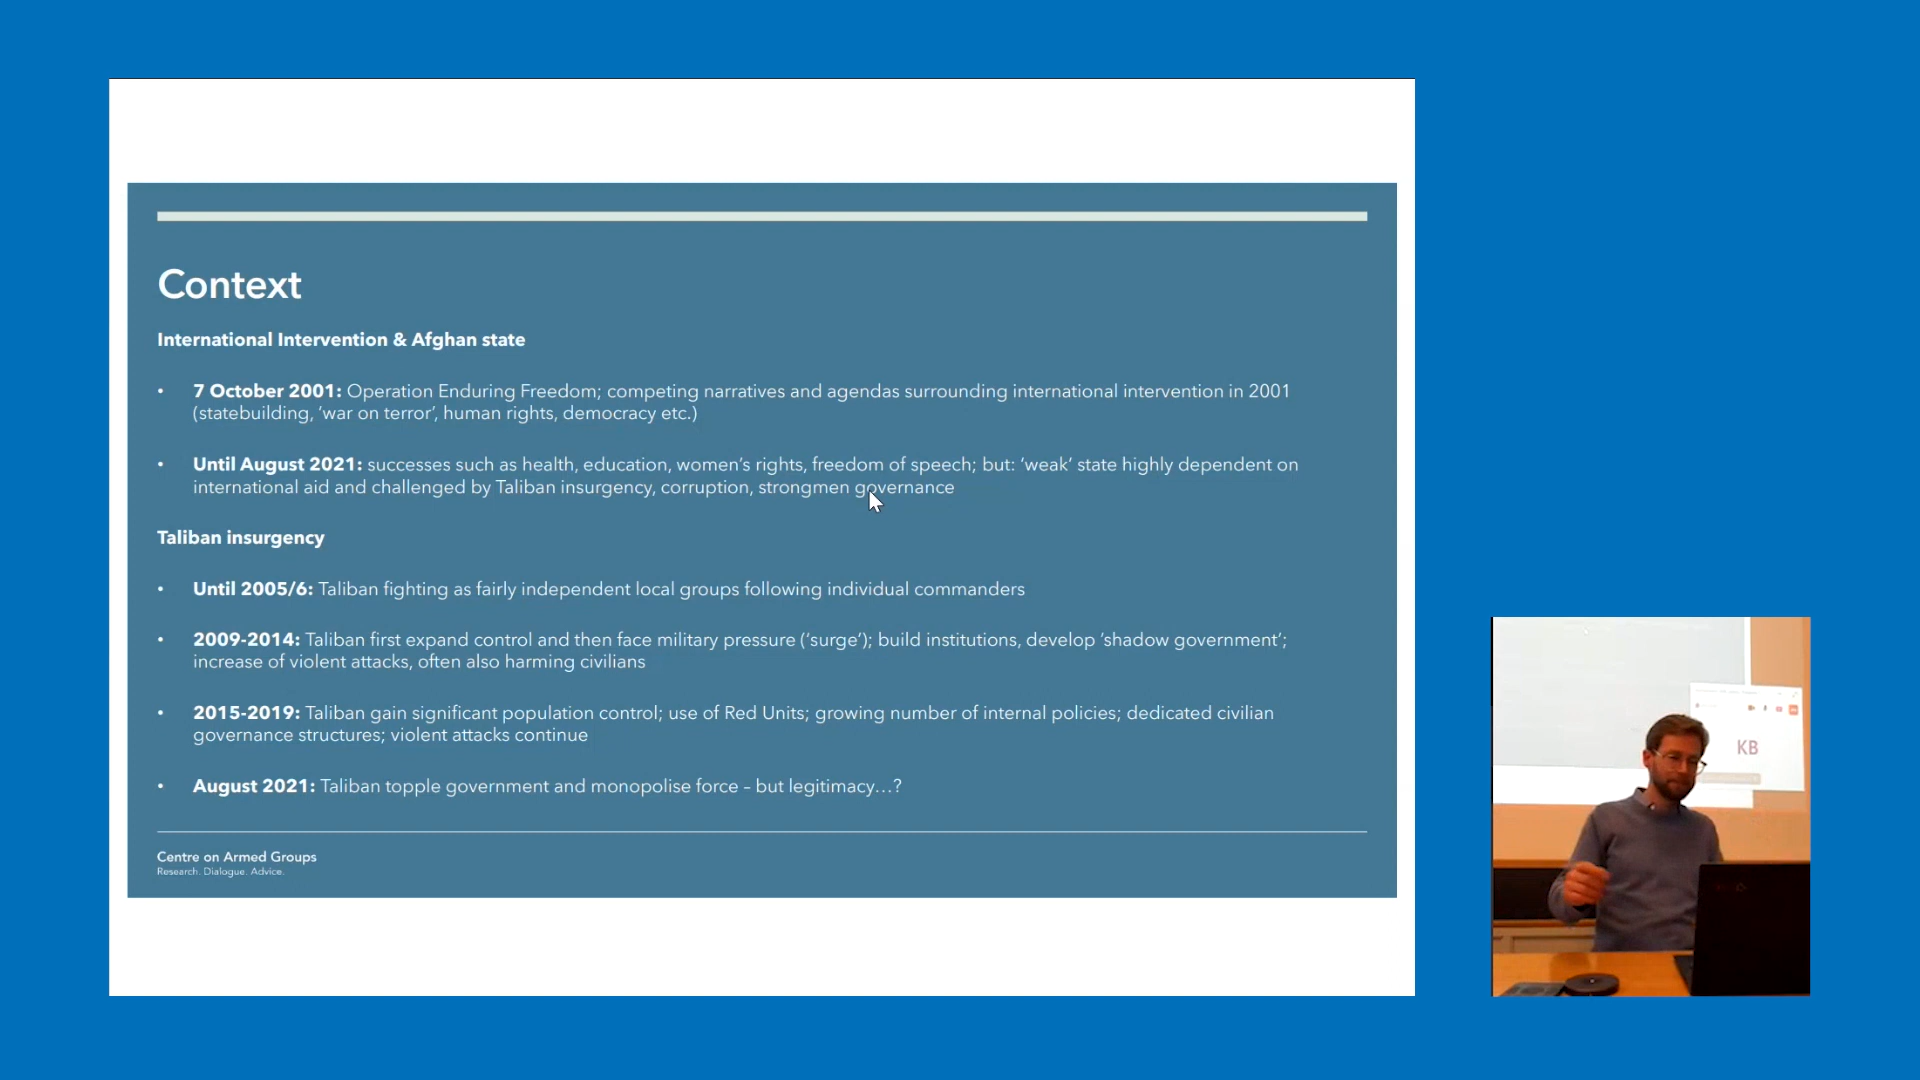 Context
International Intervention & Afghan state
• 7 October 2001: Operation Enduring Freedom; competing narratives and agendas surrounding international intervention in 2001
(statebuilding, ‘war on terror’, human rights, democracy etc.)
• Until August 2021: successes such as health, education, women’s rights, freedom of speech; but: ‘weak’ state highly dependent on
international aid and challenged by Taliban insurgency, corruption, strongmen governance
Taliban insurgency
• Until 2005/6: Taliban fighting as fairly independent local groups following individual commanders
• 2009-2014: Taliban first expand control and then face military pressure (‘surge’); build institutions, develop ‘shadow government’;
increase of violent attacks, often also harming civilians
• 2015-2019: Taliban gain significant population control; use of Red Units; growing number of internal policies; dedicated civilian
governance structures; violent attacks continue
• August 2021: Taliban topple government and monopolise force – but legitimacy…?
Centre on Armed Groups
Research. Dialogue. Advice.
KB